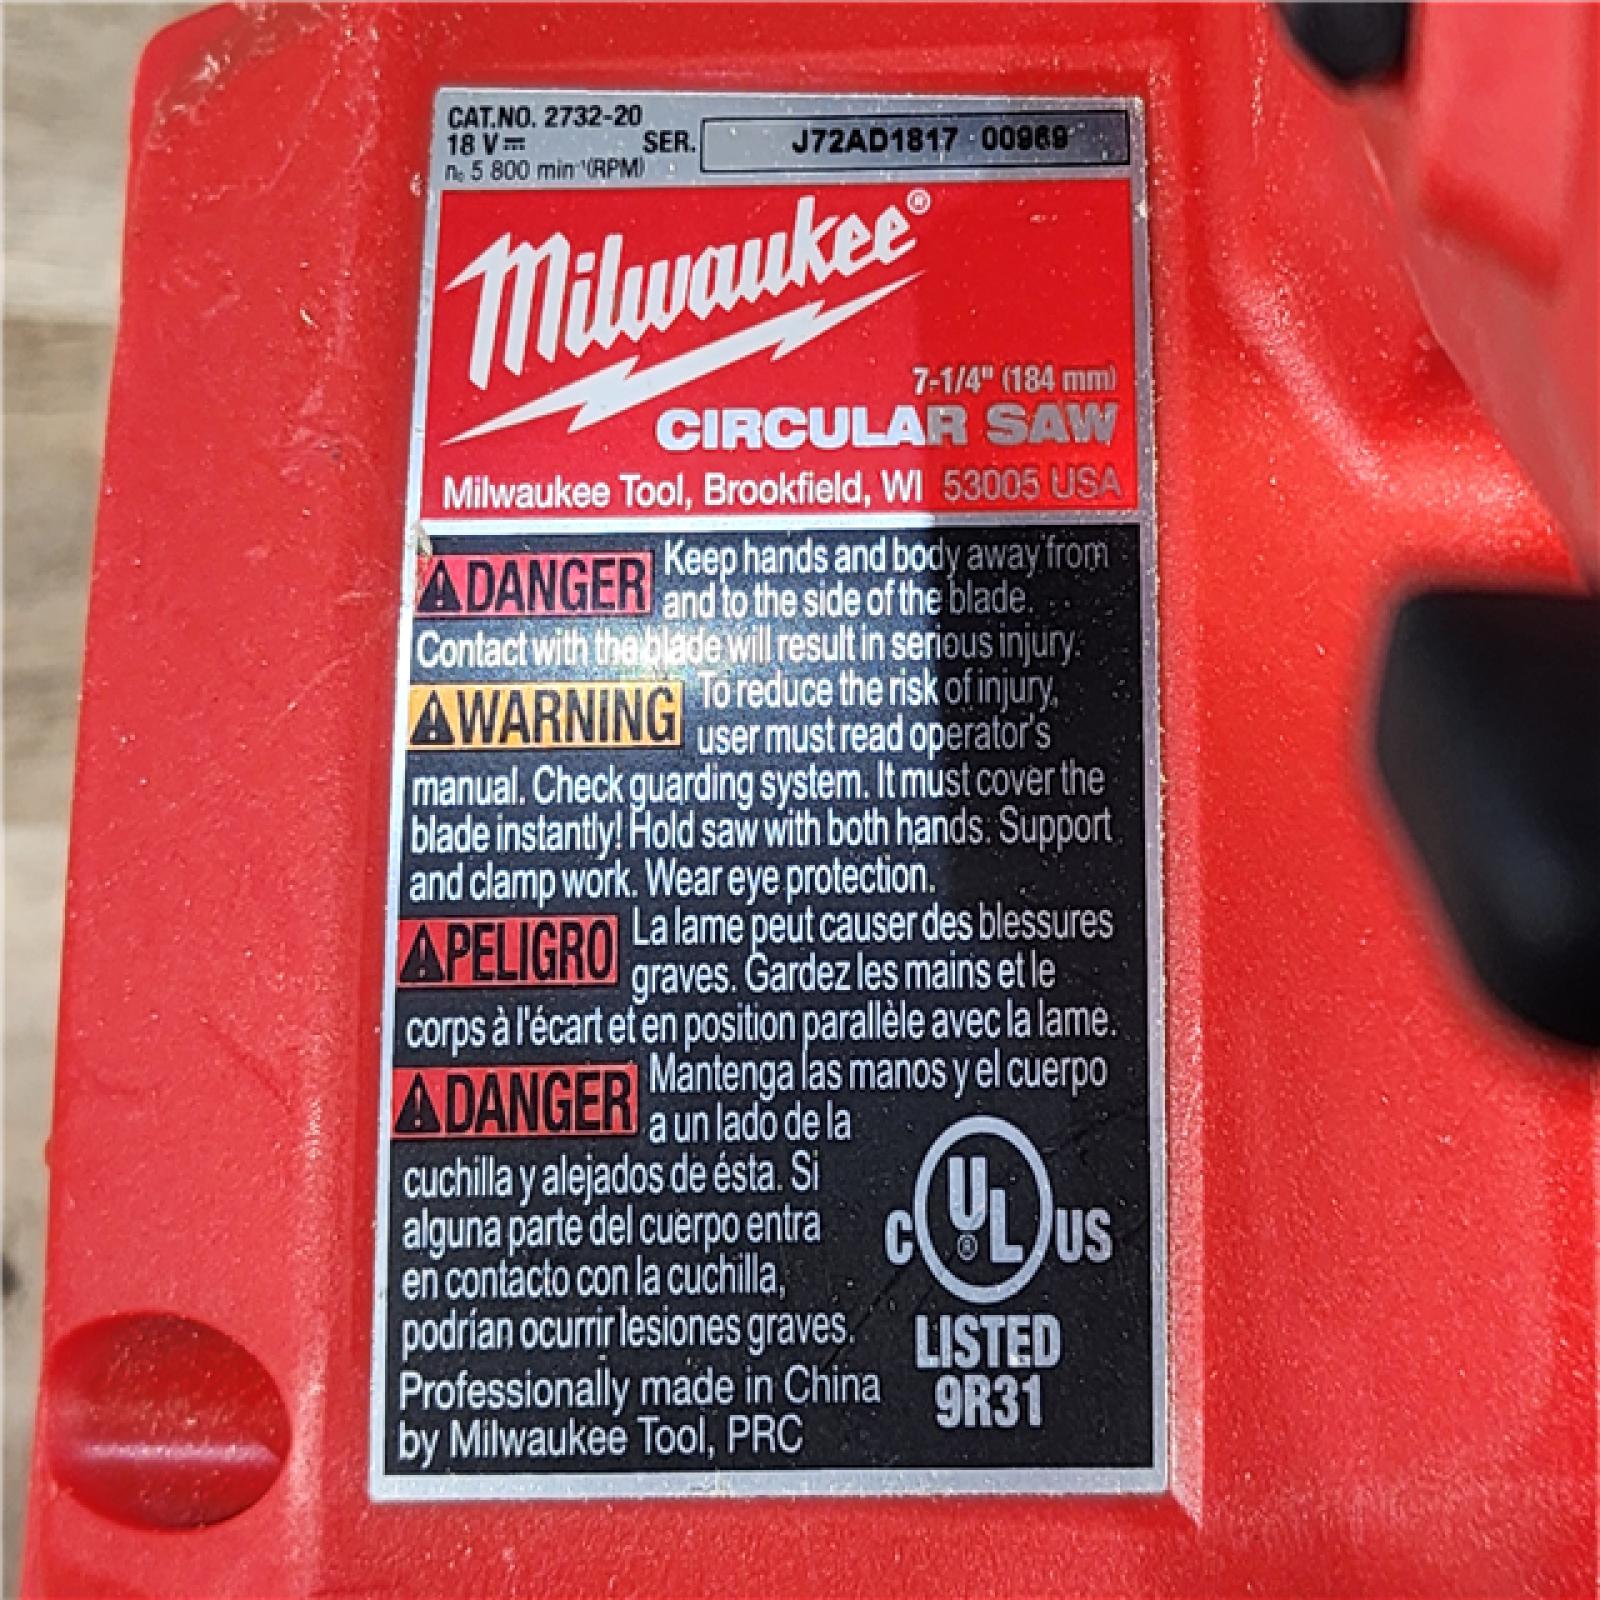 CAT.NO. 2732-20
18 V⎓ SER. J72AD1817 00969
n₀ 5 800 min⁻¹(RPM)
Milwaukee®
7-1/4" (184 mm)
CIRCULAR SAW
Milwaukee Tool, Brookfield, WI 53005 USA
⚠DANGER Keep hands and body away from
and to the side of the blade.
Contact with the blade will result in serious injury.
⚠WARNING To reduce the risk of injury,
user must read operator's
manual. Check guarding system. It must cover the
blade instantly! Hold saw with both hands. Support
and clamp work. Wear eye protection.
⚠PELIGRO La lame peut causer des blessures
graves. Gardez les mains et le
corps à l'écart et en position parallèle avec la lame.
⚠DANGER Mantenga las manos y el cuerpo
a un lado de la
cuchilla y alejados de ésta. Si
alguna parte del cuerpo entra
en contacto con la cuchilla,
podrían ocurrir lesiones graves.
Professionally made in China
by Milwaukee Tool, PRC
C UL® US
LISTED
9R31